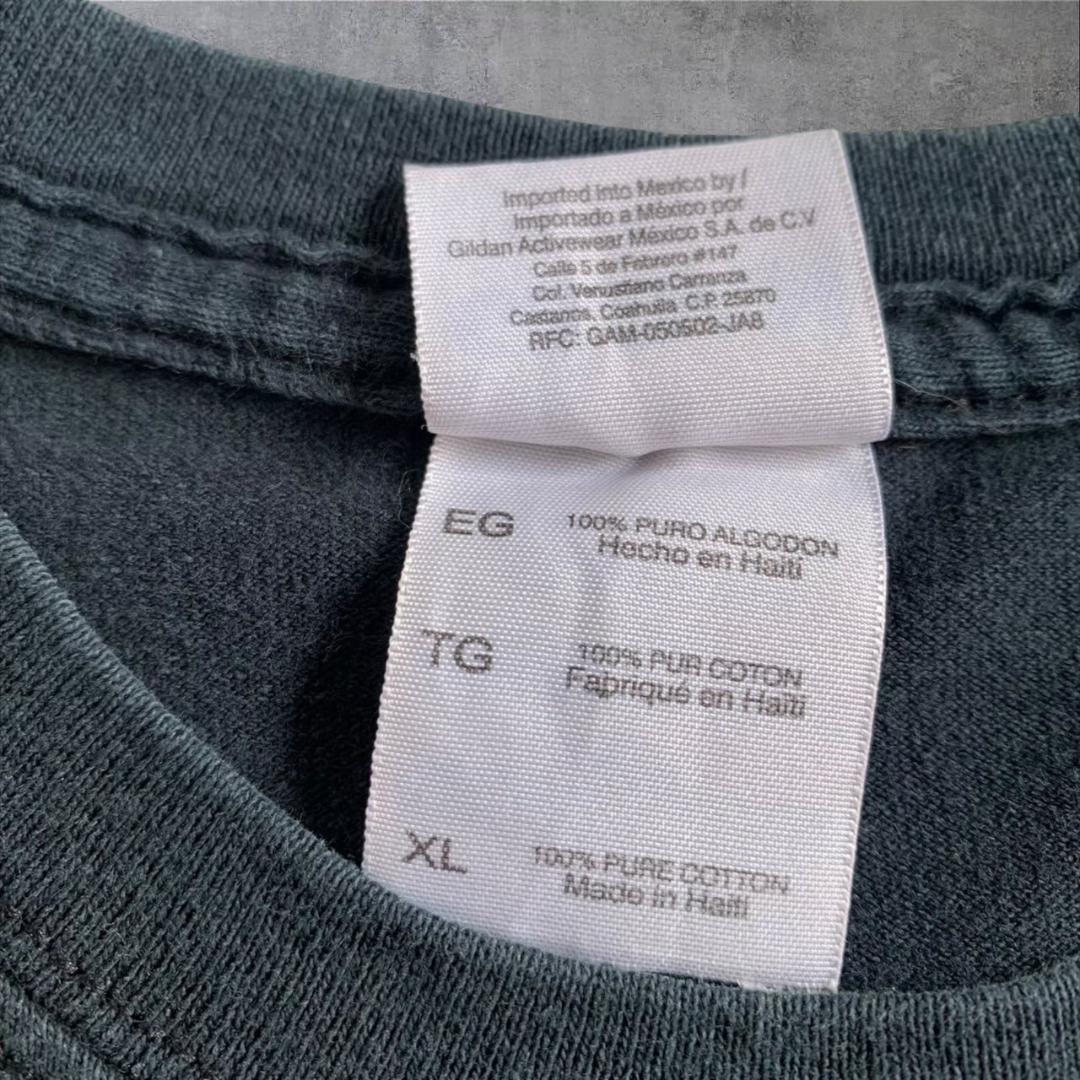 Imported into Mexico by /
Importado a México por
Gildan Activewear México S.A. de C.V
Calle 5 de Febrero #147
Col. Venustiano Carranza
Castaños, Coahuila C.P. 25870
RFC: GAM-050502-JA8
EG 100% PURO ALGODON
Hecho en Haiti
TG 100% PUR COTON
Fabriqué en Haïti
XL 100% PURE COTTON
Made in Haiti